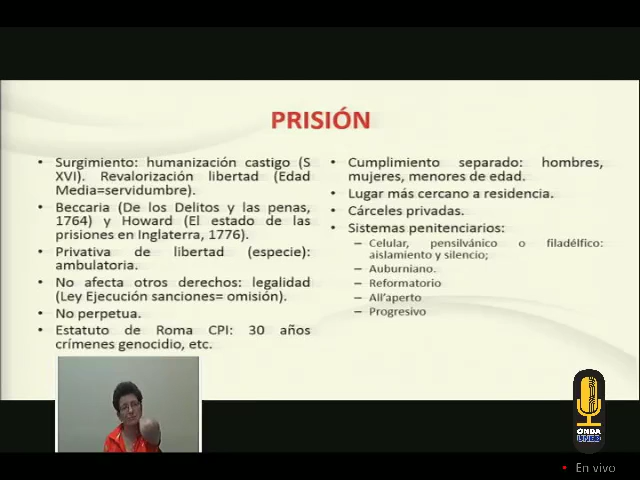 PRISIÓN
• Surgimiento: humanización castigo (S
XVI). Revalorización libertad (Edad
Media=servidumbre).
• Beccaria (De los Delitos y las penas,
1764) y Howard (El estado de las
prisiones en Inglaterra, 1776).
• Privativa de libertad (especie):
ambulatoria.
• No afecta otros derechos: legalidad
(Ley Ejecución sanciones= omisión).
• No perpetua.
• Estatuto de Roma CPI: 30 años
crímenes genocidio, etc.
• Cumplimiento separado: hombres,
mujeres, menores de edad.
• Lugar más cercano a residencia.
• Cárceles privadas.
• Sistemas penitenciarios:
– Celular, pensilvánico o filadélfico:
aislamiento y silencio;
– Auburniano.
– Reformatorio
– All'aperto
– Progresivo
ONDA
UNED
En vivo